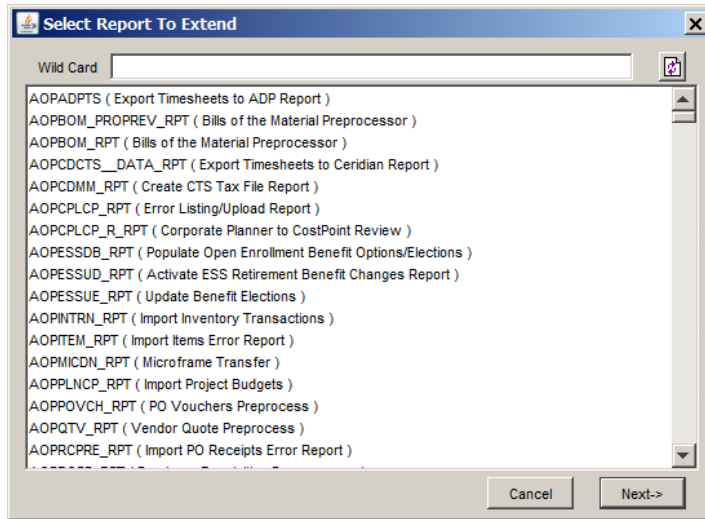 Select Report To Extend
Wild Card
AOPADPTS ( Export Timesheets to ADP Report )
AOPBOM_PROPREV_RPT ( Bills of the Material Preprocessor )
AOPBOM_RPT ( Bills of the Material Preprocessor )
AOPCDCTS__DATA_RPT ( Export Timesheets to Ceridian Report )
AOPCDMM_RPT ( Create CTS Tax File Report )
AOPCPLCP_RPT ( Error Listing/Upload Report )
AOPCPLCP_R_RPT ( Corporate Planner to CostPoint Review )
AOPESSDB_RPT ( Populate Open Enrollment Benefit Options/Elections )
AOPESSUD_RPT ( Activate ESS Retirement Benefit Changes Report )
AOPESSUE_RPT ( Update Benefit Elections )
AOPINTRN_RPT ( Import Inventory Transactions )
AOPITEM_RPT ( Import Items Error Report )
AOPMICDN_RPT ( Microframe Transfer )
AOPPLNCP_RPT ( Import Project Budgets )
AOPPOVCH_RPT ( PO Vouchers Preprocess )
AOPQTV_RPT ( Vendor Quote Preprocess )
AOPRCPRE_RPT ( Import PO Receipts Error Report )
Cancel Next->